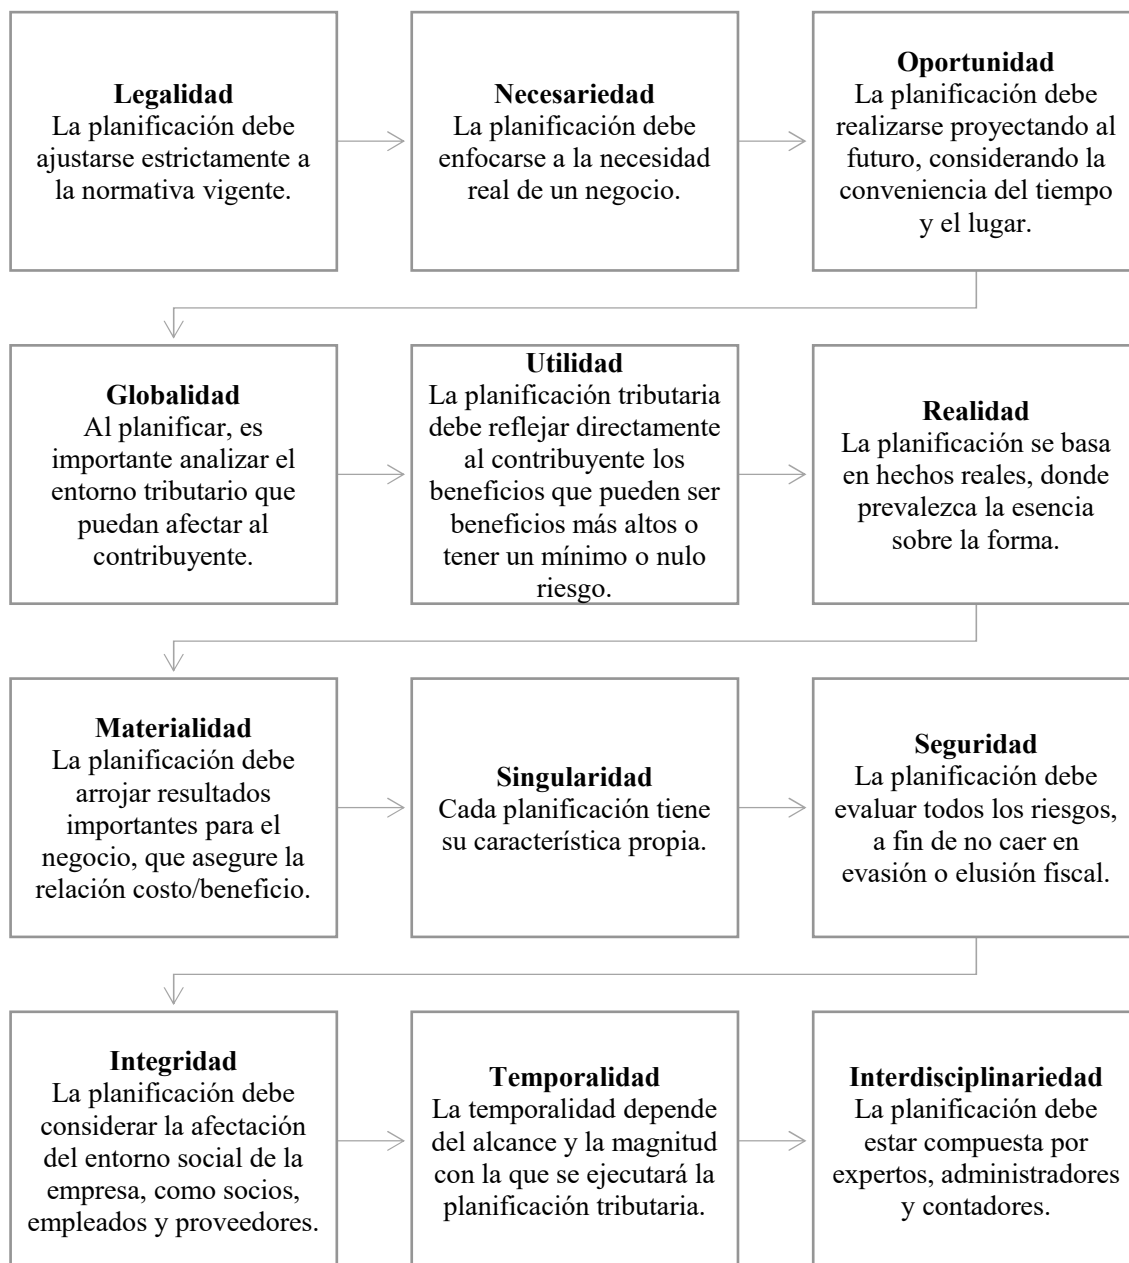 Legalidad
La planificación debe
ajustarse estrictamente a
la normativa vigente.
Necesariedad
La planificación debe
enfocarse a la necesidad
real de un negocio.
Oportunidad
La planificación debe
realizarse proyectando al
futuro, considerando la
conveniencia del tiempo
y el lugar.
Globalidad
Al planificar, es
importante analizar el
entorno tributario que
puedan afectar al
contribuyente.
Utilidad
La planificación tributaria
debe reflejar directamente
al contribuyente los
beneficios que pueden ser
beneficios más altos o
tener un mínimo o nulo
riesgo.
Realidad
La planificación se basa
en hechos reales, donde
prevalezca la esencia
sobre la forma.
Materialidad
La planificación debe
arrojar resultados
importantes para el
negocio, que asegure la
relación costo/beneficio.
Singularidad
Cada planificación tiene
su característica propia.
Seguridad
La planificación debe
evaluar todos los riesgos,
a fin de no caer en
evasión o elusión fiscal.
Integridad
La planificación debe
considerar la afectación
del entorno social de la
empresa, como socios,
empleados y proveedores.
Temporalidad
La temporalidad depende
del alcance y la magnitud
con la que se ejecutará la
planificación tributaria.
Interdisciplinariedad
La planificación debe
estar compuesta por
expertos, administradores
y contadores.